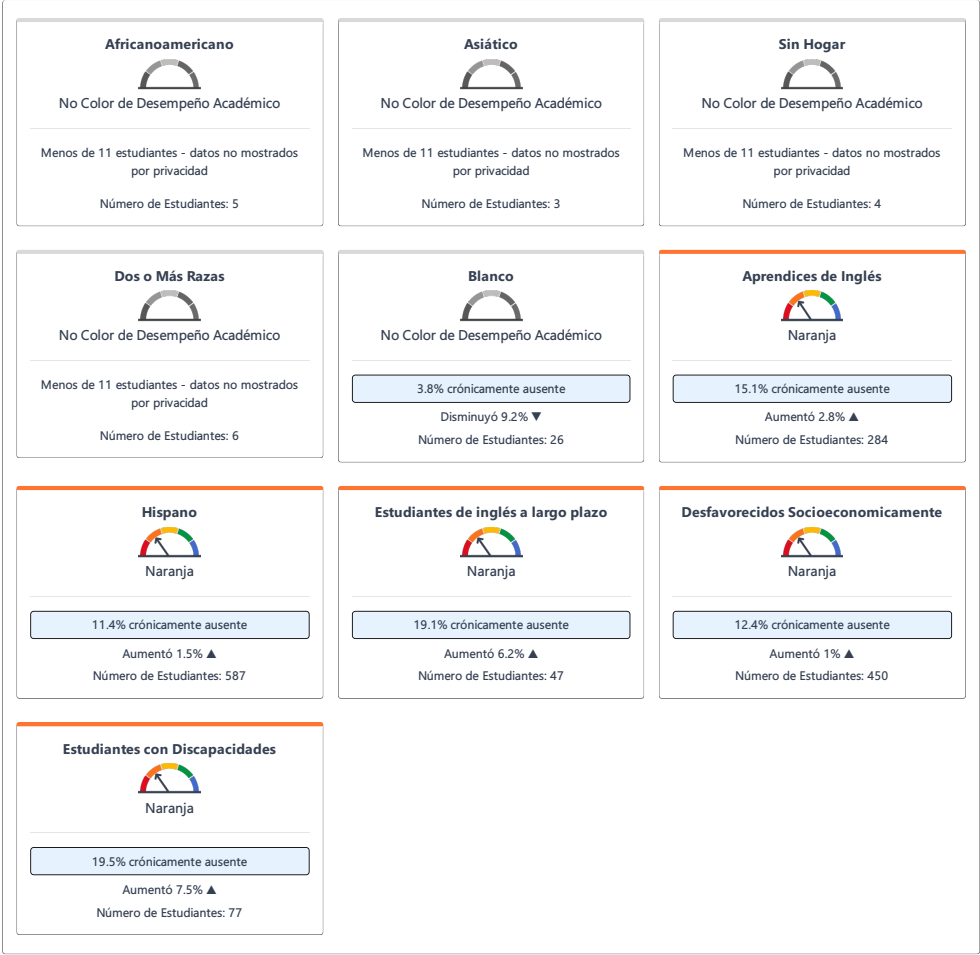 Africanoamericano
No Color de Desempeño Académico
Menos de 11 estudiantes - datos no mostrados
por privacidad
Número de Estudiantes: 5
Asiático
No Color de Desempeño Académico
Menos de 11 estudiantes - datos no mostrados
por privacidad
Número de Estudiantes: 3
Sin Hogar
No Color de Desempeño Académico
Menos de 11 estudiantes - datos no mostrados
por privacidad
Número de Estudiantes: 4
Dos o Más Razas
No Color de Desempeño Académico
Menos de 11 estudiantes - datos no mostrados
por privacidad
Número de Estudiantes: 6
Blanco
No Color de Desempeño Académico
3.8% crónicamente ausente
Disminuyó 9.2% ▼
Número de Estudiantes: 26
Aprendices de Inglés
Naranja
15.1% crónicamente ausente
Aumentó 2.8% ▲
Número de Estudiantes: 284
Hispano
Naranja
11.4% crónicamente ausente
Aumentó 1.5% ▲
Número de Estudiantes: 587
Estudiantes de inglés a largo plazo
Naranja
19.1% crónicamente ausente
Aumentó 6.2% ▲
Número de Estudiantes: 47
Desfavorecidos Socioeconomicamente
Naranja
12.4% crónicamente ausente
Aumentó 1% ▲
Número de Estudiantes: 450
Estudiantes con Discapacidades
Naranja
19.5% crónicamente ausente
Aumentó 7.5% ▲
Número de Estudiantes: 77